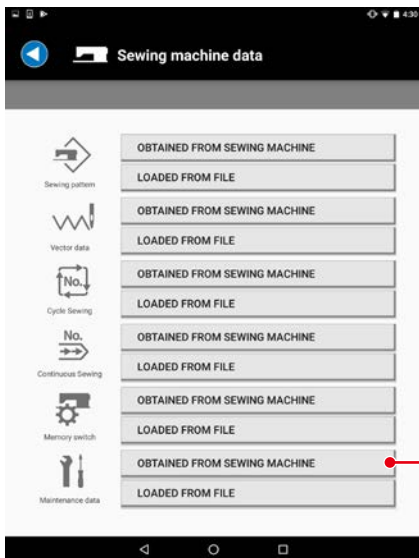 4:30
Sewing machine data
OBTAINED FROM SEWING MACHINE
LOADED FROM FILE
Sewing pattern
OBTAINED FROM SEWING MACHINE
LOADED FROM FILE
Vector data
OBTAINED FROM SEWING MACHINE
No.
LOADED FROM FILE
Cycle Sewing
OBTAINED FROM SEWING MACHINE
No.
LOADED FROM FILE
Continuous Sewing
OBTAINED FROM SEWING MACHINE
LOADED FROM FILE
Memory switch
OBTAINED FROM SEWING MACHINE
LOADED FROM FILE
Maintenance data